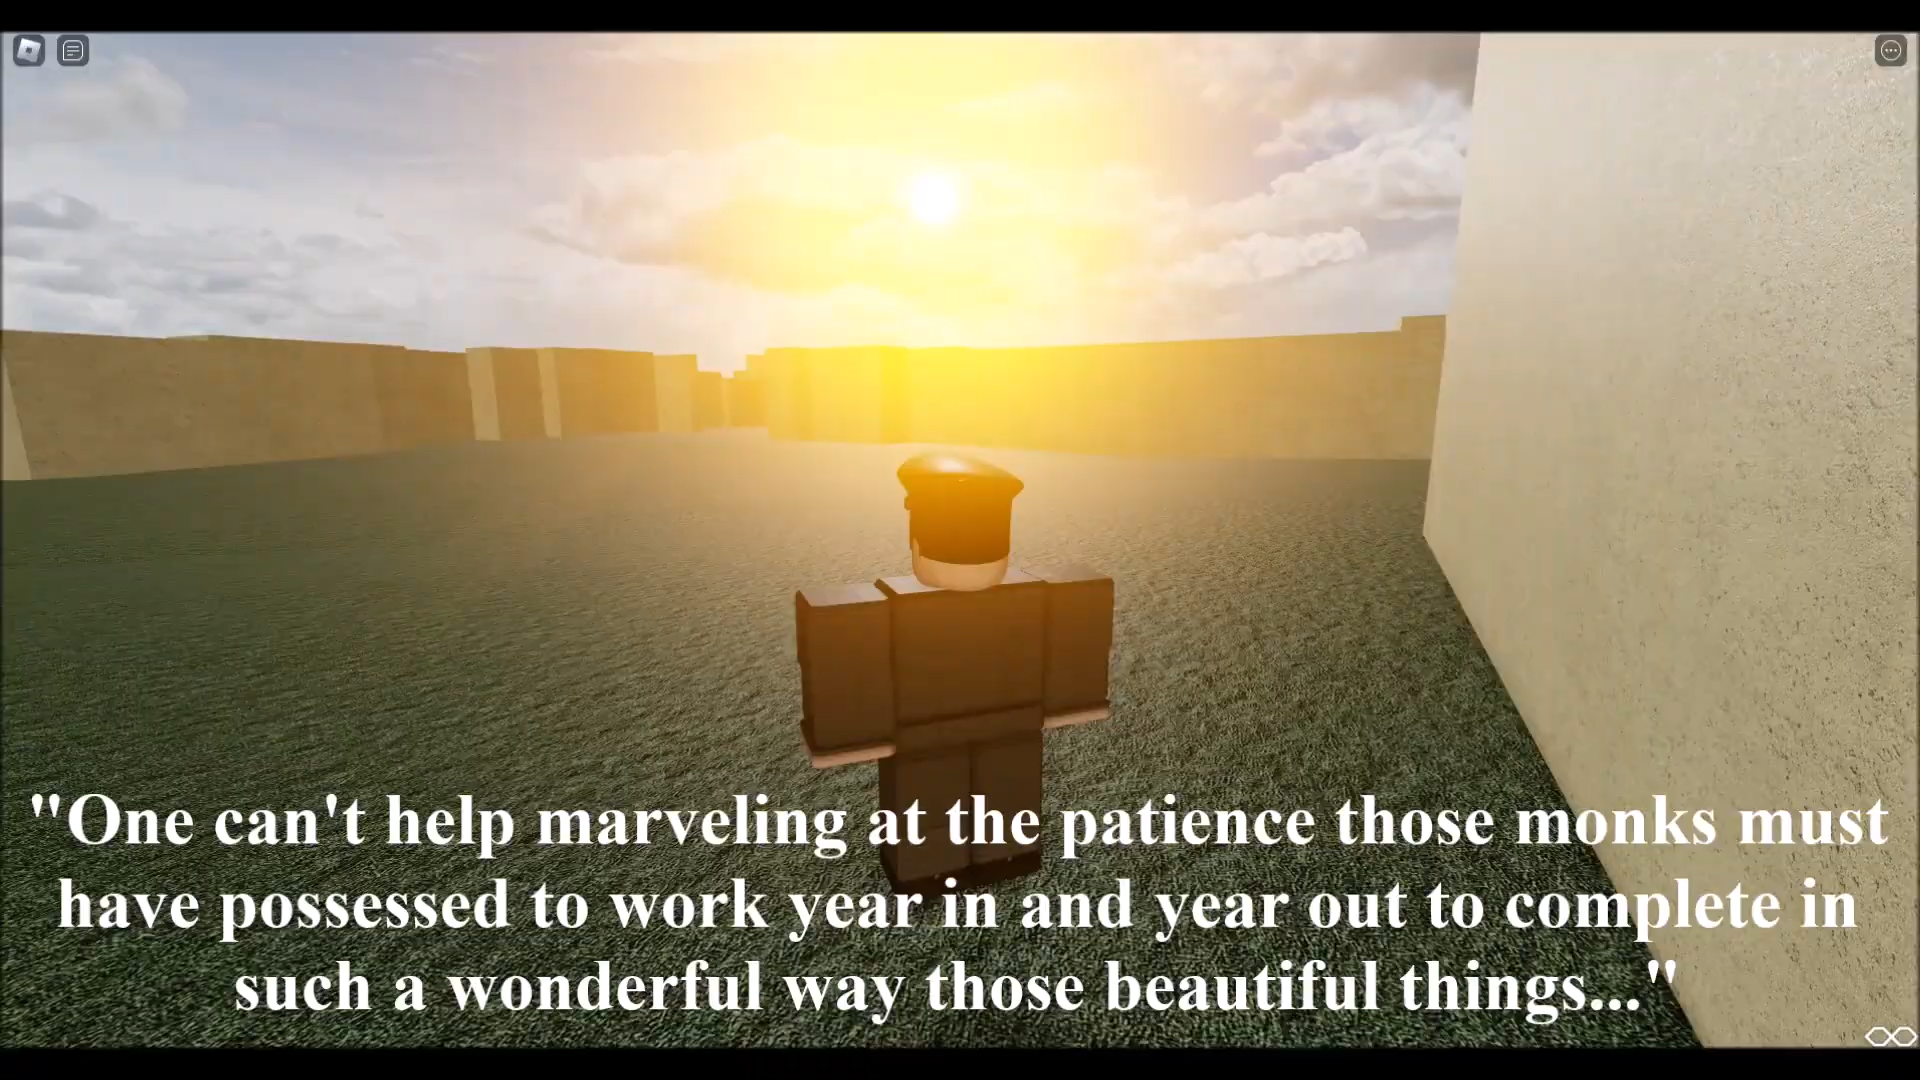 "One can't help marveling at the patience those monks must
have possessed to work year in and year out to complete in
such a wonderful way those beautiful things..."